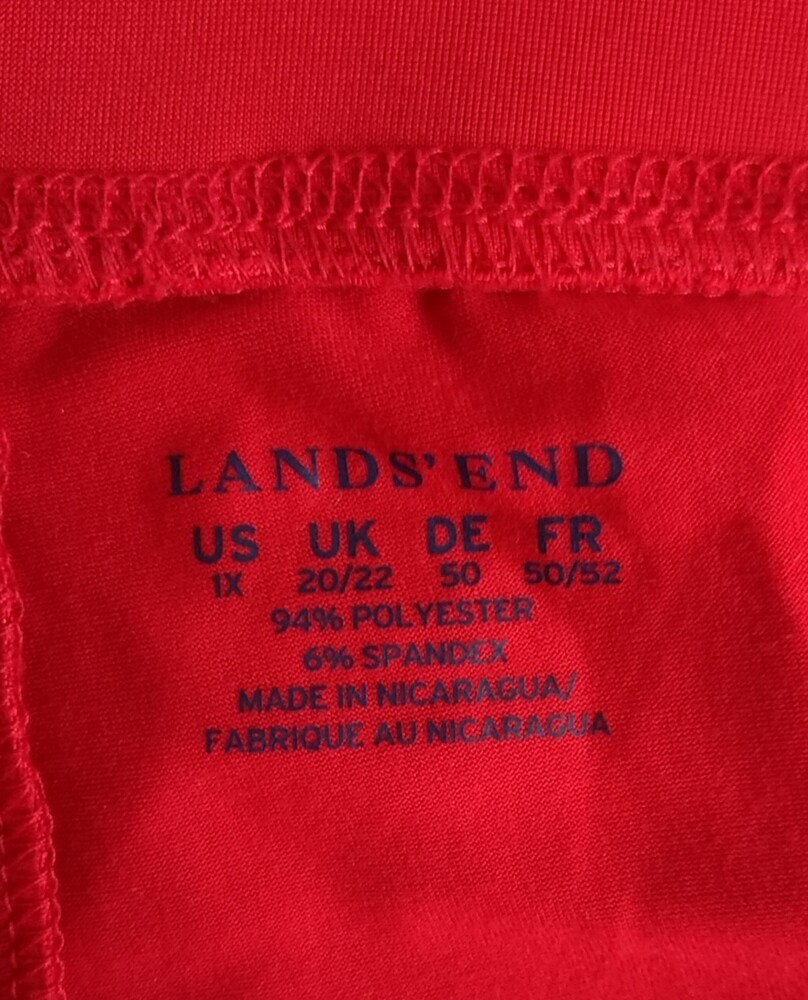 LANDS' END
US UK DE FR
1X 20/22 50 50/52
94% POLYESTER
6% SPANDEX
MADE IN NICARAGUA/
FABRIQUE AU NICARAGUA